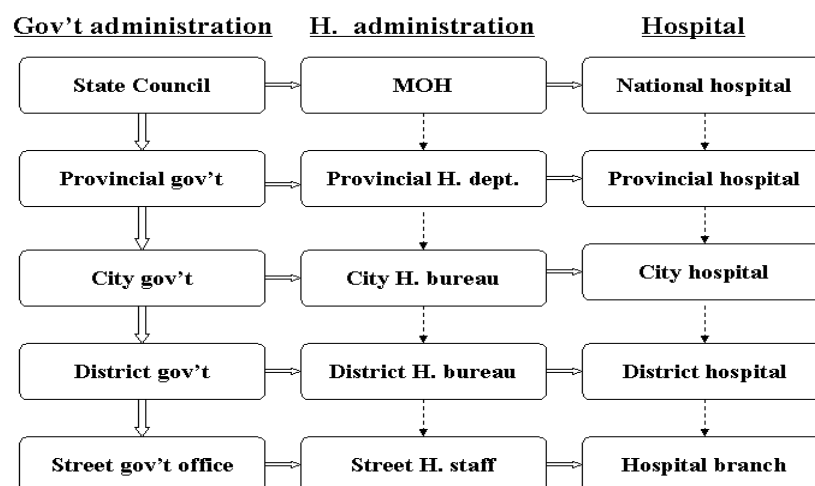 Gov't administration
H. administration
Hospital
State Council
MOH
National hospital
Provincial gov't
Provincial H. dept.
Provincial hospital
City gov't
City H. bureau
City hospital
District gov't
District H. bureau
District hospital
Street gov't office
Street H. staff
Hospital branch